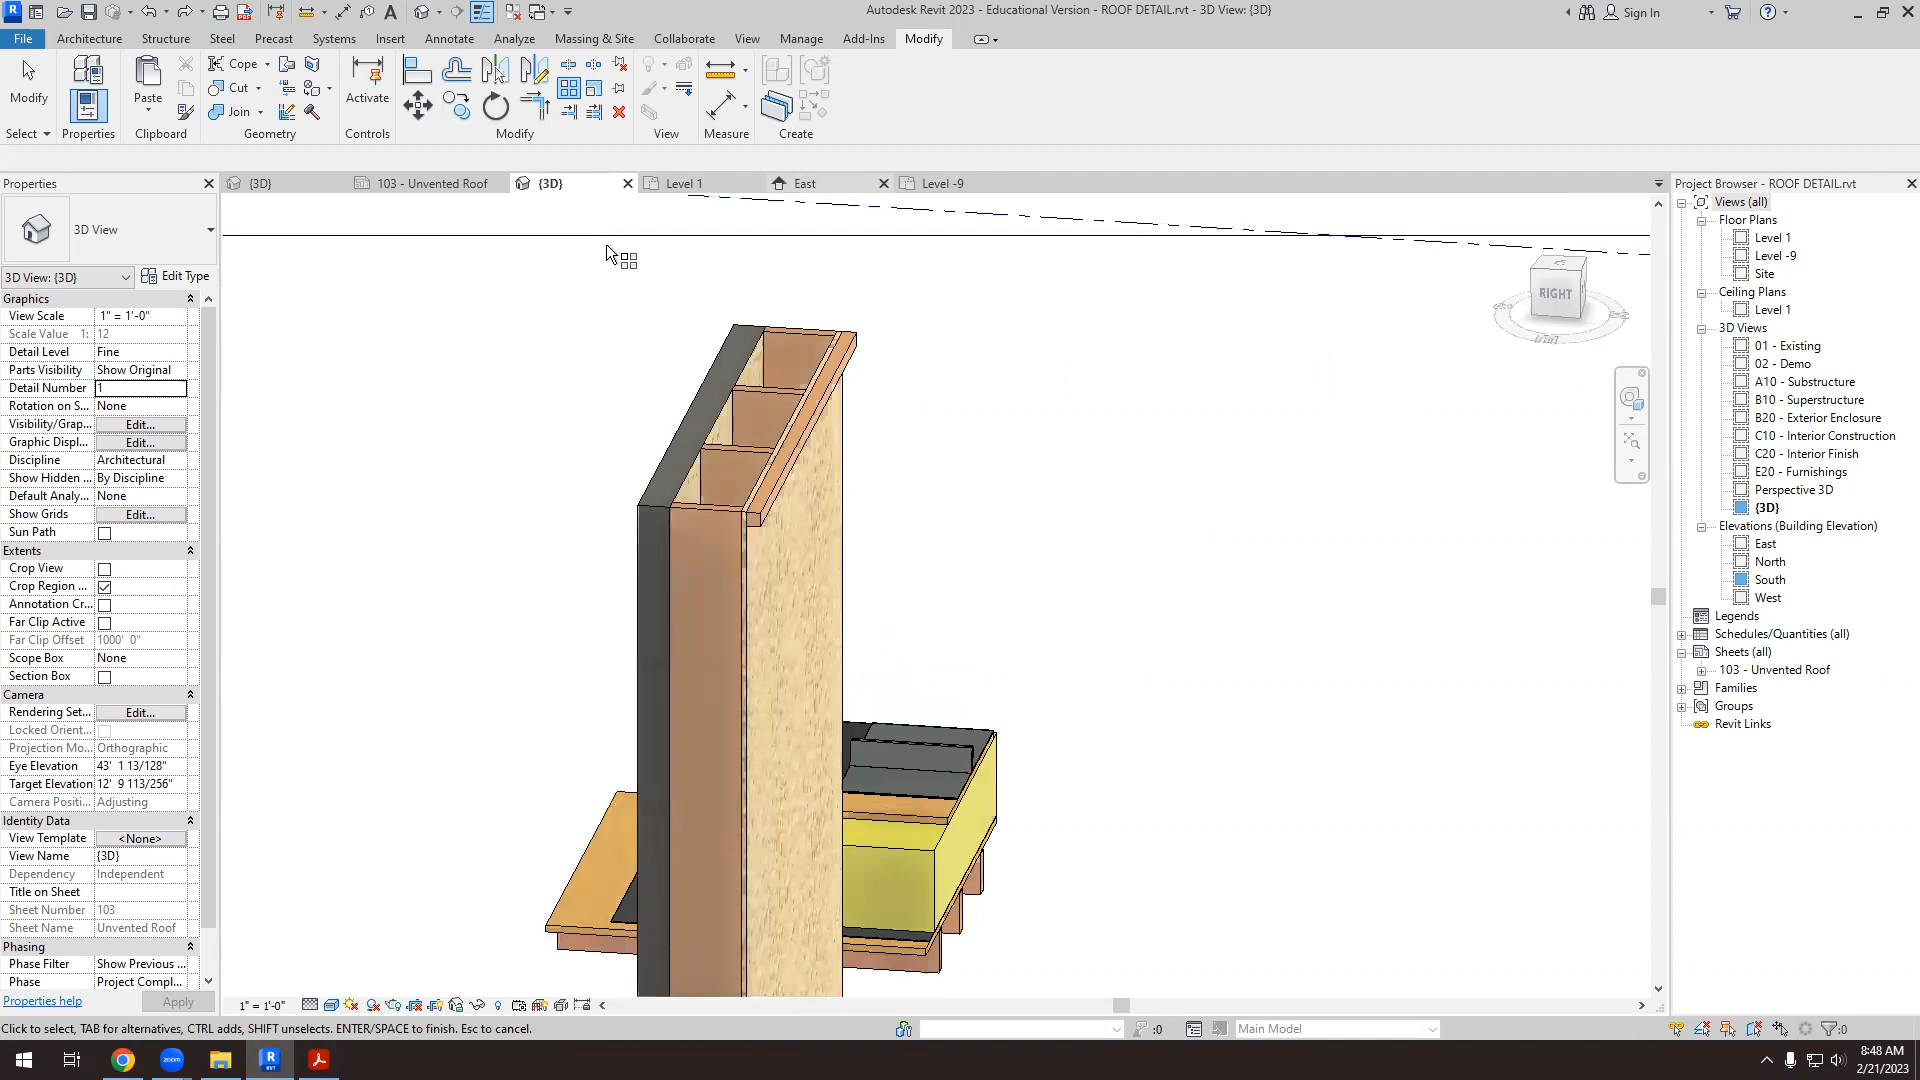 Autodesk Revit 2023 - Educational Version - ROOF DETAIL.rvt - 3D View: {3D}
Sign In
File Architecture Structure Steel Precast Systems Insert Annotate Analyze Massing & Site Collaborate View Manage Add-Ins Modify
Modify
Paste
Cope
Cut
Join
Activate
Select Properties Clipboard Geometry Controls Modify View Measure Create
Properties
{3D} 103 - Unvented Roof {3D} Level 1 East Level -9
Project Browser - ROOF DETAIL.rvt
3D View
3D View: {3D} Edit Type
Graphics
View Scale 1" = 1'-0"
Scale Value 1: 12
Detail Level Fine
Parts Visibility Show Original
Detail Number 1
Rotation on S... None
Visibility/Grap... Edit...
Graphic Displ... Edit...
Discipline Architectural
Show Hidden ... By Discipline
Default Analy... None
Show Grids Edit...
Sun Path
Extents
Crop View
Crop Region ...
Annotation Cr...
Far Clip Active
Far Clip Offset 1000' 0"
Scope Box None
Section Box
Camera
Rendering Set... Edit...
Locked Orient...
Projection Mo... Orthographic
Eye Elevation 43' 1 13/128"
Target Elevation 12' 9 113/256"
Camera Positi... Adjusting
Identity Data
View Template <None>
View Name {3D}
Dependency Independent
Title on Sheet
Sheet Number 103
Sheet Name Unvented Roof
Phasing
Phase Filter Show Previous ...
Phase Project Compl...
Properties help Apply
RIGHT
Views (all)
Floor Plans
Level 1
Level -9
Site
Ceiling Plans
Level 1
3D Views
01 - Existing
02 - Demo
A10 - Substructure
B10 - Superstructure
B20 - Exterior Enclosure
C10 - Interior Construction
C20 - Interior Finish
E20 - Furnishings
Perspective 3D
{3D}
Elevations (Building Elevation)
East
North
South
West
Legends
Schedules/Quantities (all)
Sheets (all)
103 - Unvented Roof
Families
Groups
Revit Links
1" = 1'-0"
Click to select, TAB for alternatives, CTRL adds, SHIFT unselects. ENTER/SPACE to finish. Esc to cancel.
:0
Main Model
:0
zoom
R
RVT
8:48 AM
2/21/2023